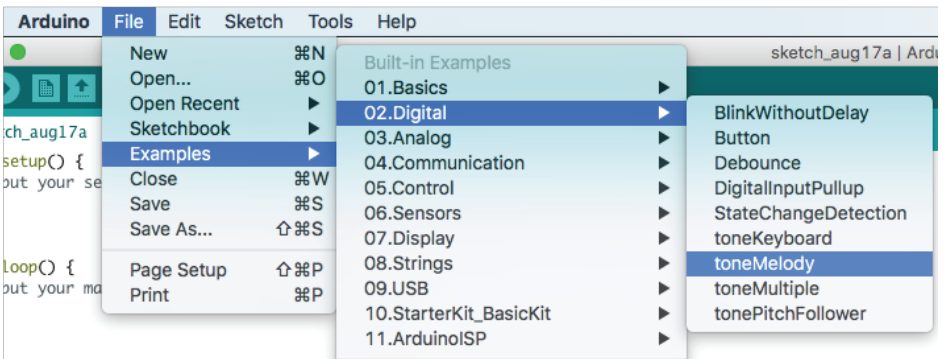 Arduino File Edit Sketch Tools Help
sketch_aug17a | Ardu
New ⌘N
Open... ⌘O
Open Recent ▶
Sketchbook ▶
Examples ▶
Close ⌘W
Save ⌘S
Save As... ⇧⌘S
Page Setup ⇧⌘P
Print ⌘P
tch_aug17a
setup() {
put your se
loop() {
put your ma
Built-in Examples
01.Basics ▶
02.Digital ▶
03.Analog ▶
04.Communication ▶
05.Control ▶
06.Sensors ▶
07.Display ▶
08.Strings ▶
09.USB ▶
10.StarterKit_BasicKit ▶
11.ArduinoISP ▶
BlinkWithoutDelay
Button
Debounce
DigitalInputPullup
StateChangeDetection
toneKeyboard
toneMelody
toneMultiple
tonePitchFollower